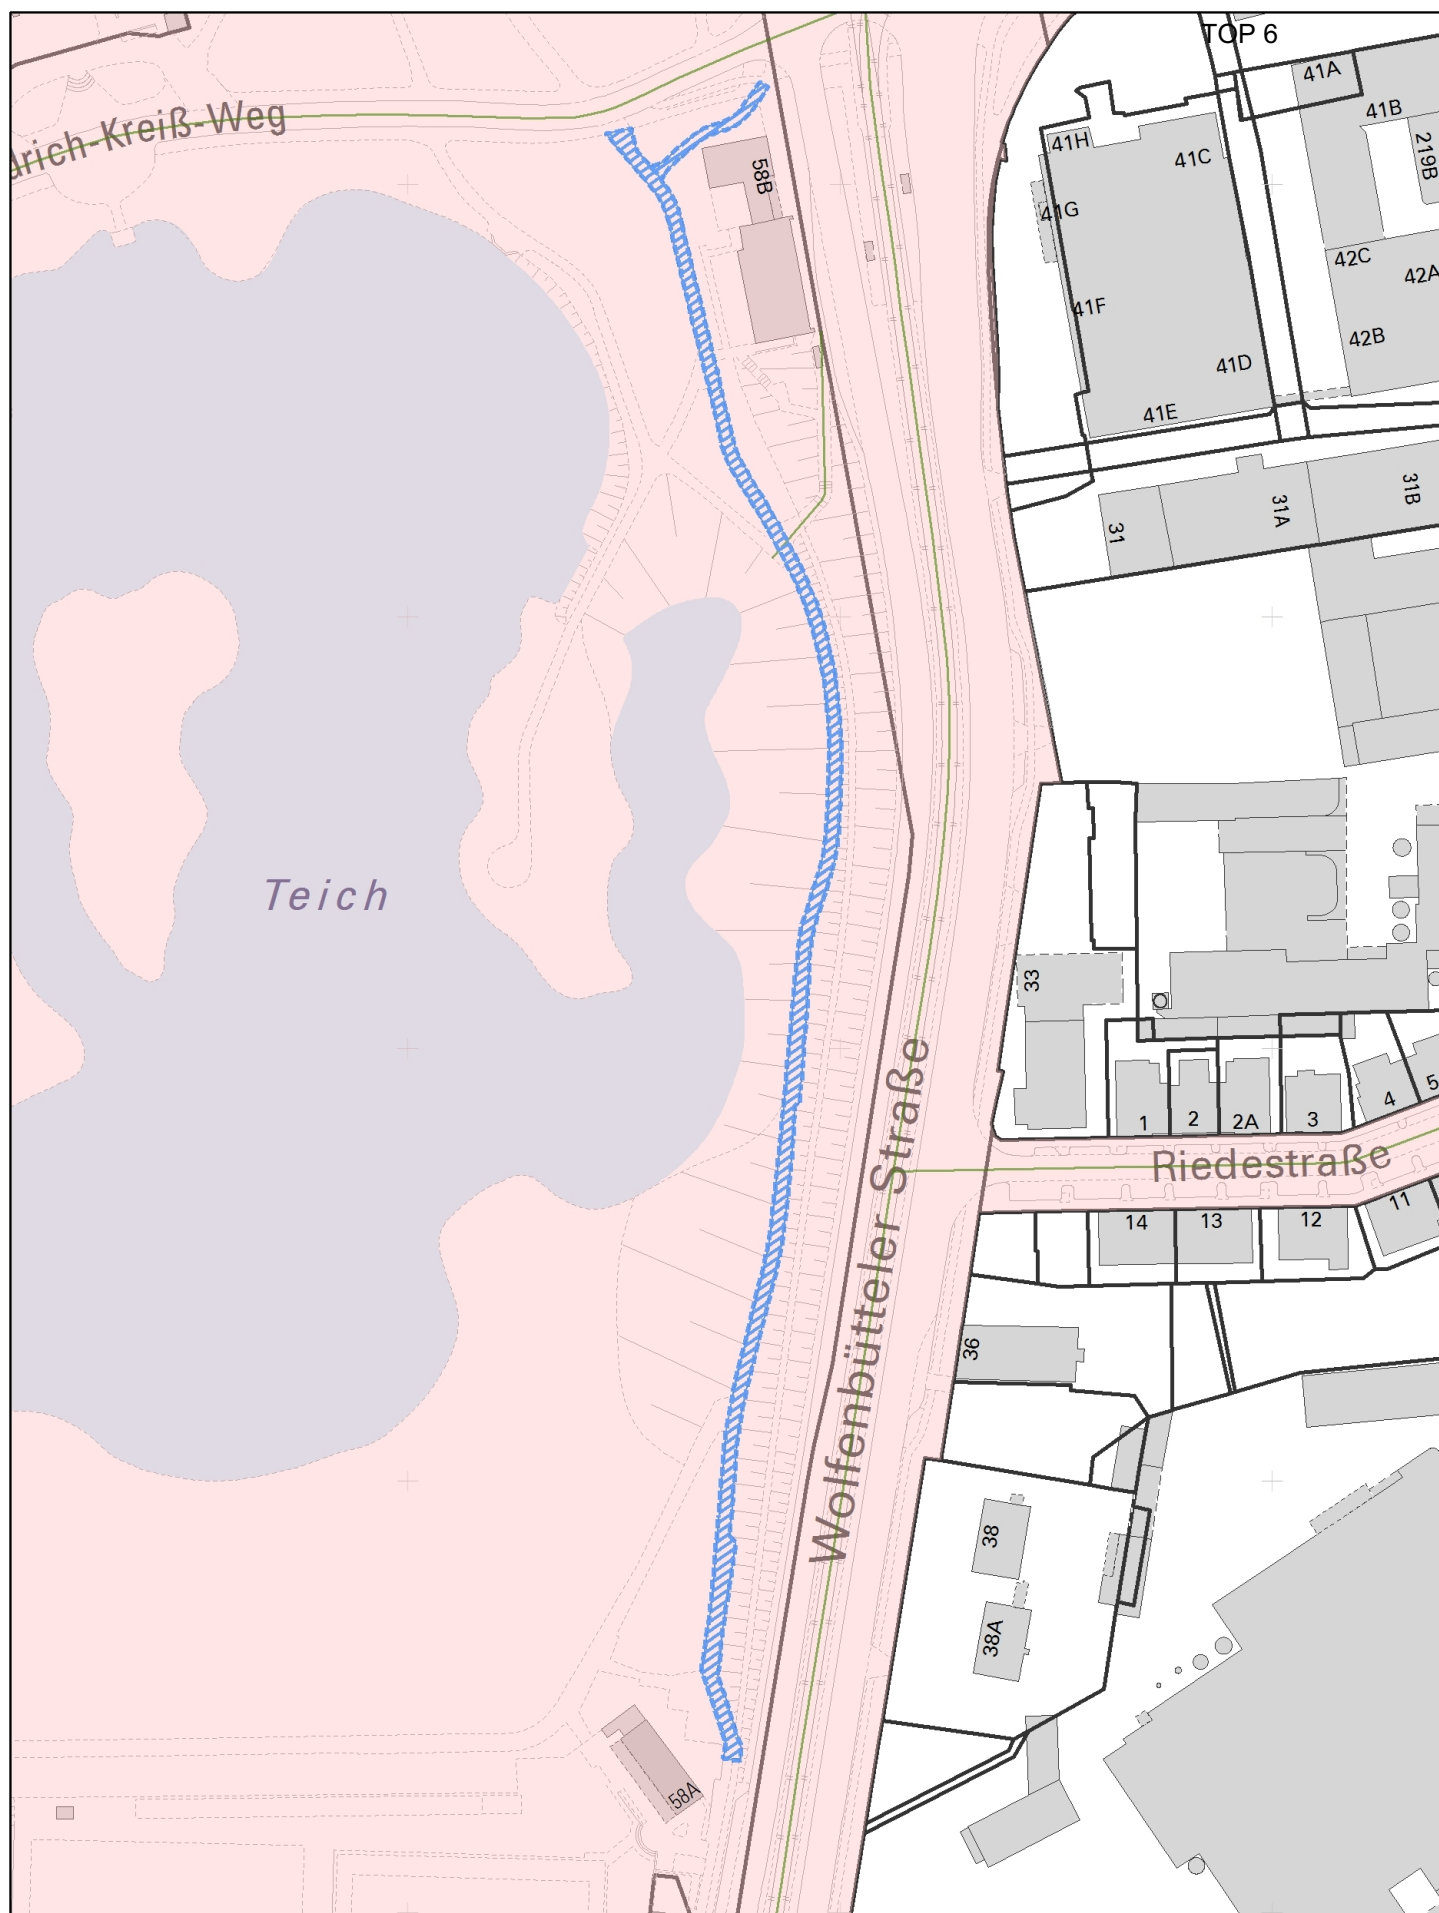 TOP 6
41A
41B
drich-Kreiß-Weg
41H
41C
219B
58B
41G
42C
42A
41F
42B
41D
41E
31
31A
31B
Teich
33
1
2
2A
3
4
5
Wolfenbütteler Straße
Riedestraße
14
13
12
11
36
38
38A
58A